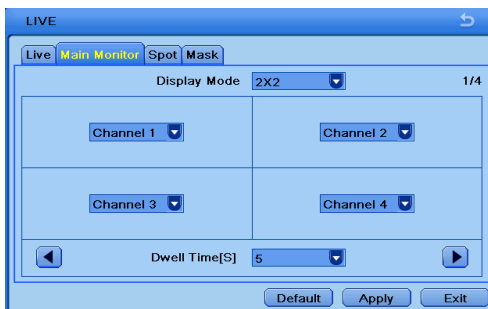 LIVE
Live Main Monitor Spot Mask
Display Mode 2X2 1/4
Channel 1 Channel 2
Channel 3 Channel 4
Dwell Time[S] 5
Default Apply Exit